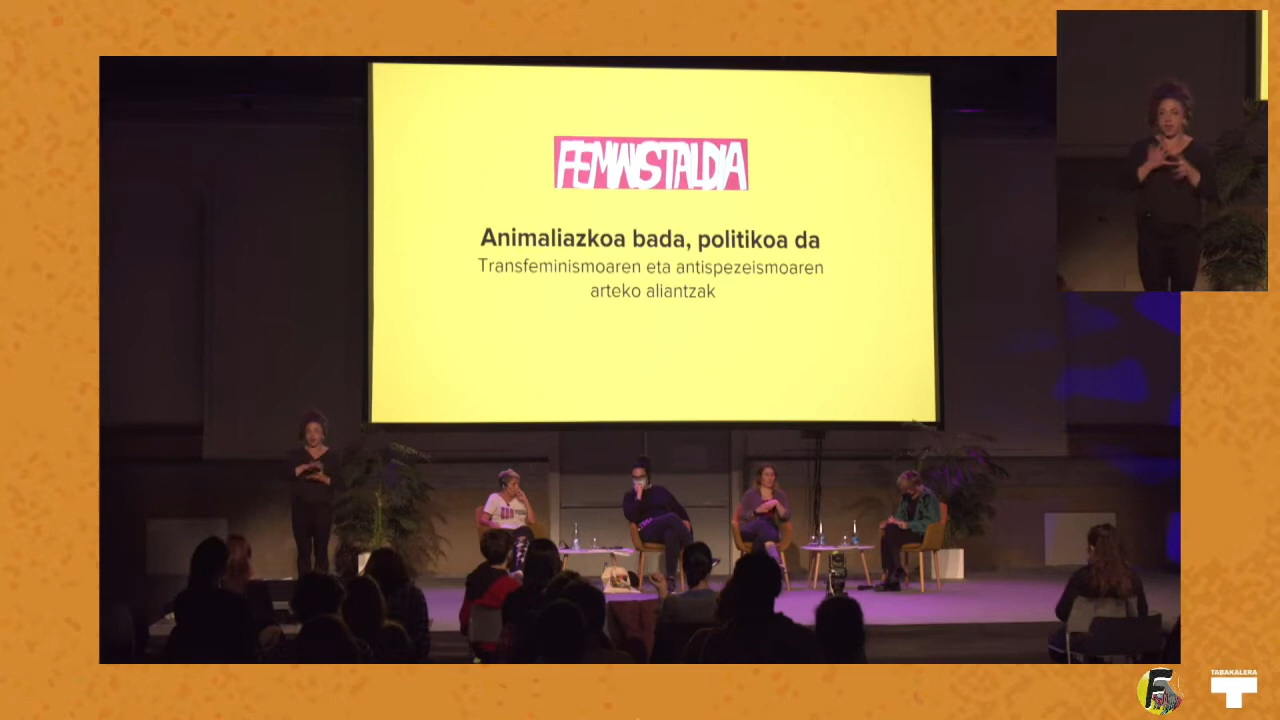 FEMINISTALDIA
Animaliazkoa bada, politikoa da
Transfeminismoaren eta antispezeismoaren
arteko aliantzak
TABAKALERA